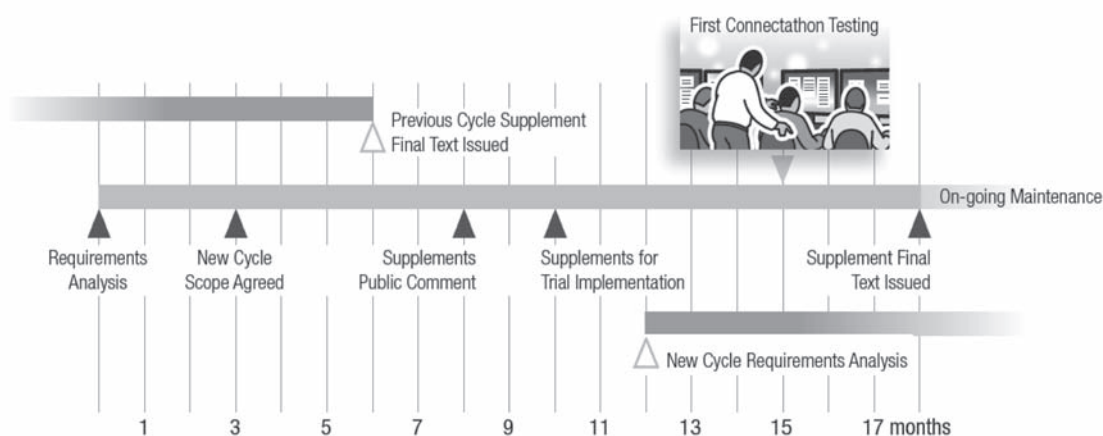 First Connectathon Testing
Previous Cycle Supplement
Final Text Issued
On-going Maintenance
Requirements
Analysis
New Cycle
Scope Agreed
Supplements
Public Comment
Supplements for
Trial Implementation
Supplement Final
Text Issued
New Cycle Requirements Analysis
1 3 5 7 9 11 13 15 17 months